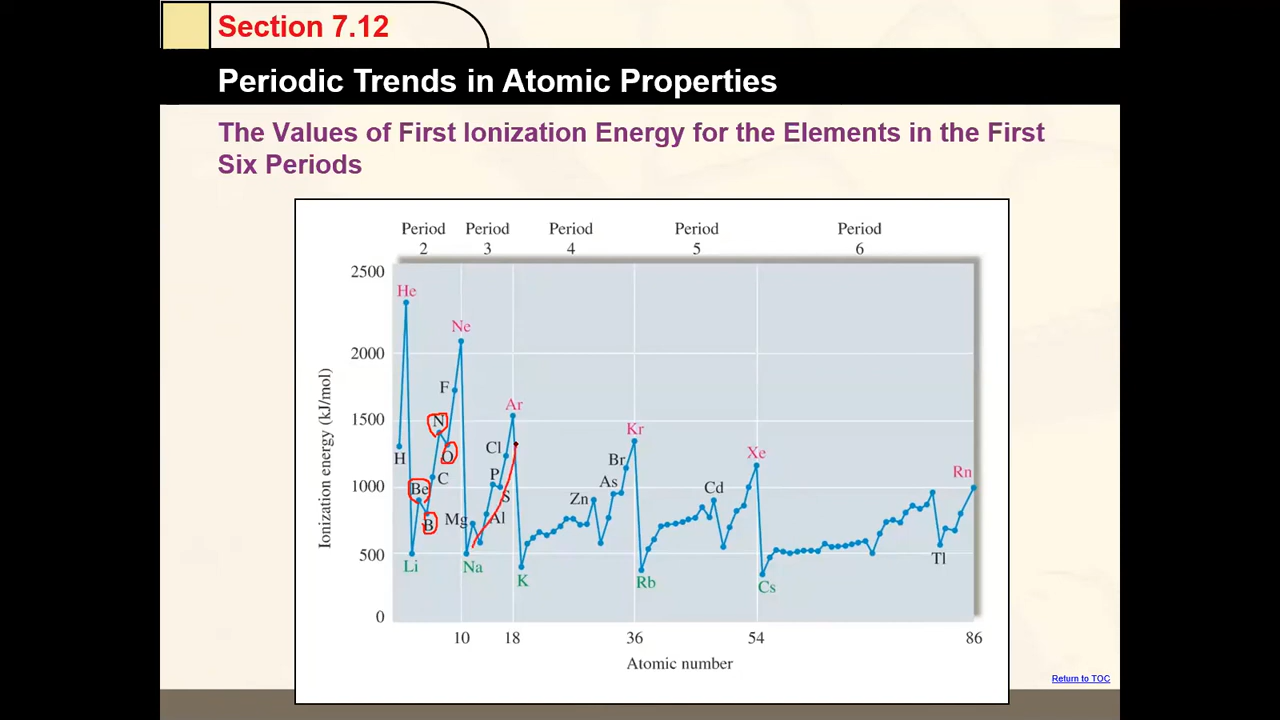 Section 7.12
Periodic Trends in Atomic Properties
The Values of First Ionization Energy for the Elements in the First
Six Periods
Period Period Period Period Period
2 3 4 5 6
2500
He
Ne
2000
F
1500
Ar
N
Kr
Cl
Xe
H
O
Br
Rn
P
C
As
1000
Be
S
Zn
Cd
Mg
Al
B
500
Li
Na
K
Rb
Cs
Tl
0
10 18 36 54 86
Atomic number
Ionization energy (kJ/mol)
Return to TOC